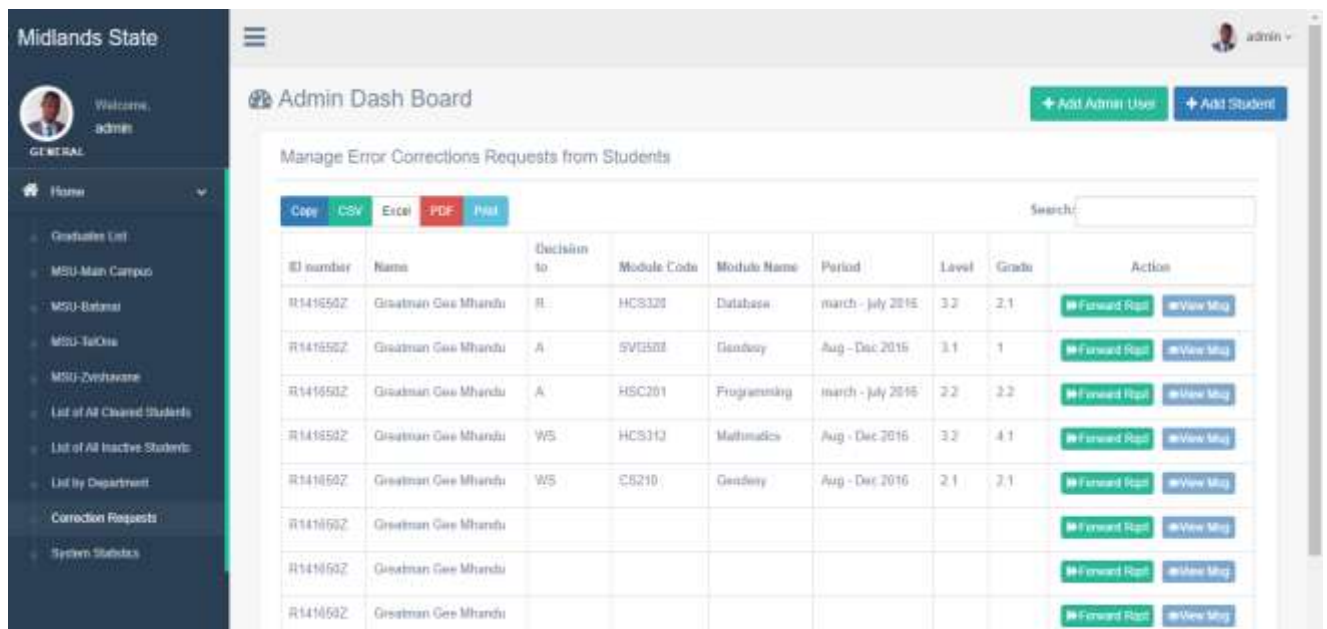 Midlands State
admin
Welcome,
admin
GENERAL
Admin Dash Board
Add Admin User
Add Student
Manage Error Corrections Requests from Students
Home
Graduates List
MSU-Main Campus
MSU-Batanai
MSU-TelOne
MSU-Zvishavane
List of All Cleared Students
List of All Inactive Students
List by Department
Correction Requests
System Statistics
Copy CSV Excel PDF Print
Search:
ID number Name Decision to Module Code Module Name Period Level Grade Action
R141650Z Greatman Gee Mhandu R HCS320 Database march - july 2016 3.2 2.1 Forward Rqst View Msg
R141650Z Greatman Gee Mhandu A SVG508 Geodesy Aug - Dec 2016 3.1 1 Forward Rqst View Msg
R141650Z Greatman Gee Mhandu A HSC201 Programming march - july 2016 2.2 2.2 Forward Rqst View Msg
R141650Z Greatman Gee Mhandu WS HCS312 Aug - Dec 2016 3.2 4.1 Forward Rqst View Msg
R141650Z Greatman Gee Mhandu WS CS210 Geodesy Aug - Dec 2016 2.1 2.1 Forward Rqst View Msg
R141650Z Greatman Gee Mhandu Forward Rqst View Msg
R141650Z Greatman Gee Mhandu Forward Rqst View Msg
R141650Z Greatman Gee Mhandu Forward Rqst View Msg